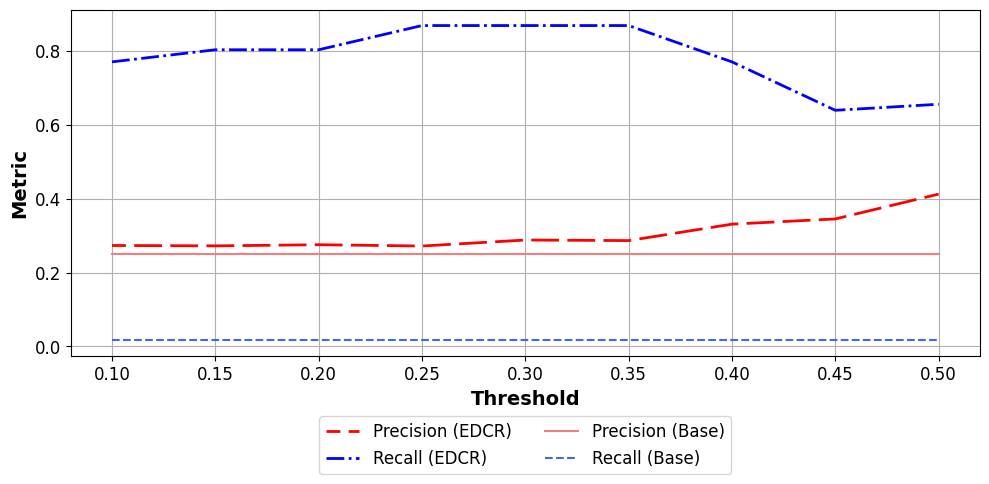 0.8
0.6
0.4
0.2
0.0
Metric
0.10 0.15 0.20 0.25 0.30 0.35 0.40 0.45 0.50
Threshold
Precision (EDCR) Precision (Base)
Recall (EDCR) Recall (Base)